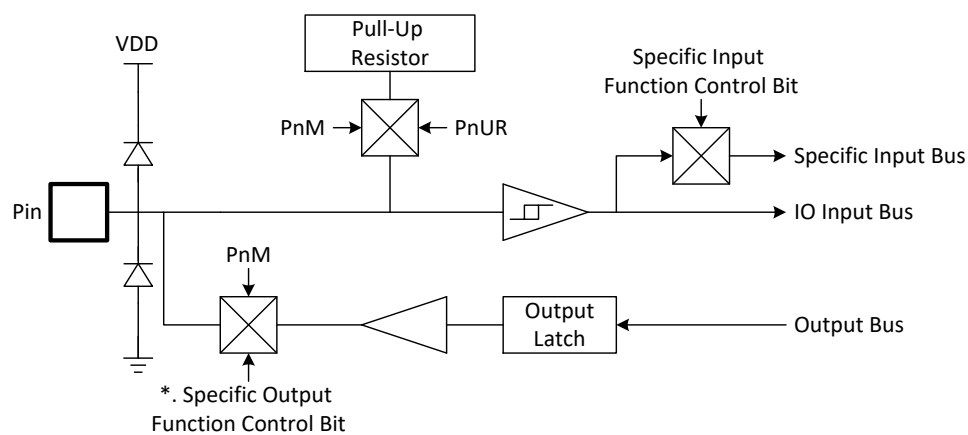 VDD
Pull-Up
Resistor
Specific Input
Function Control Bit
PnM
PnUR
Specific Input Bus
Pin
IO Input Bus
PnM
Output
Latch
Output Bus
*. Specific Output
Function Control Bit